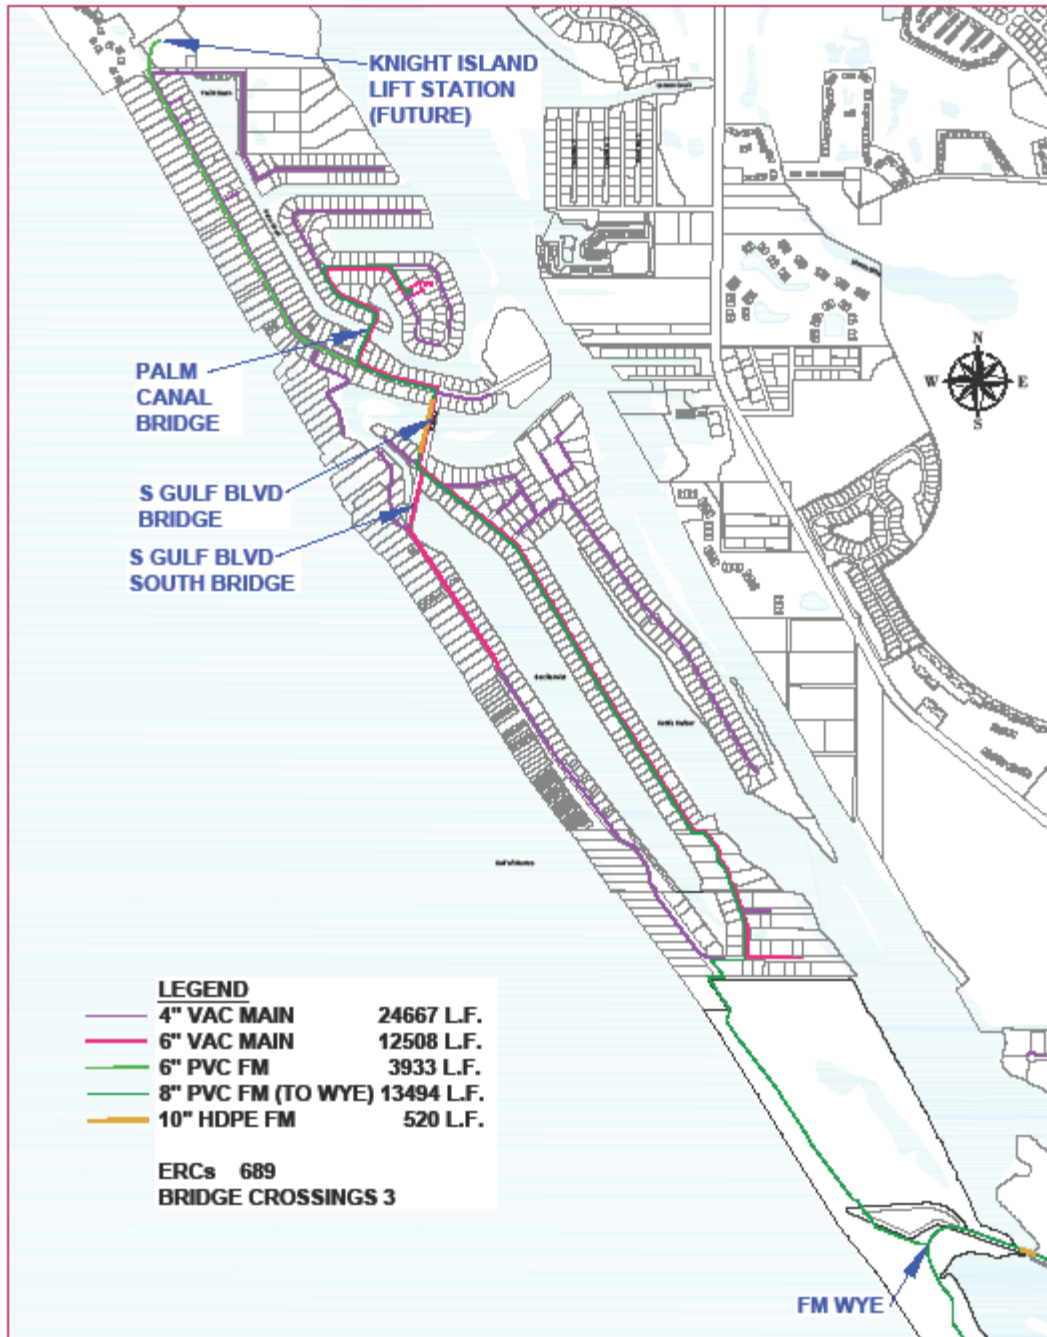 KNIGHT ISLAND
LIFT STATION
(FUTURE)
N
W E
S
PALM
CANAL
BRIDGE
S GULF BLVD
BRIDGE
S GULF BLVD
SOUTH BRIDGE
LEGEND
4" VAC MAIN 24667 L.F.
6" VAC MAIN 12508 L.F.
6" PVC FM 3933 L.F.
8" PVC FM (TO WYE) 13494 L.F.
10" HDPE FM 520 L.F.
ERCs 689
BRIDGE CROSSINGS 3
FM WYE